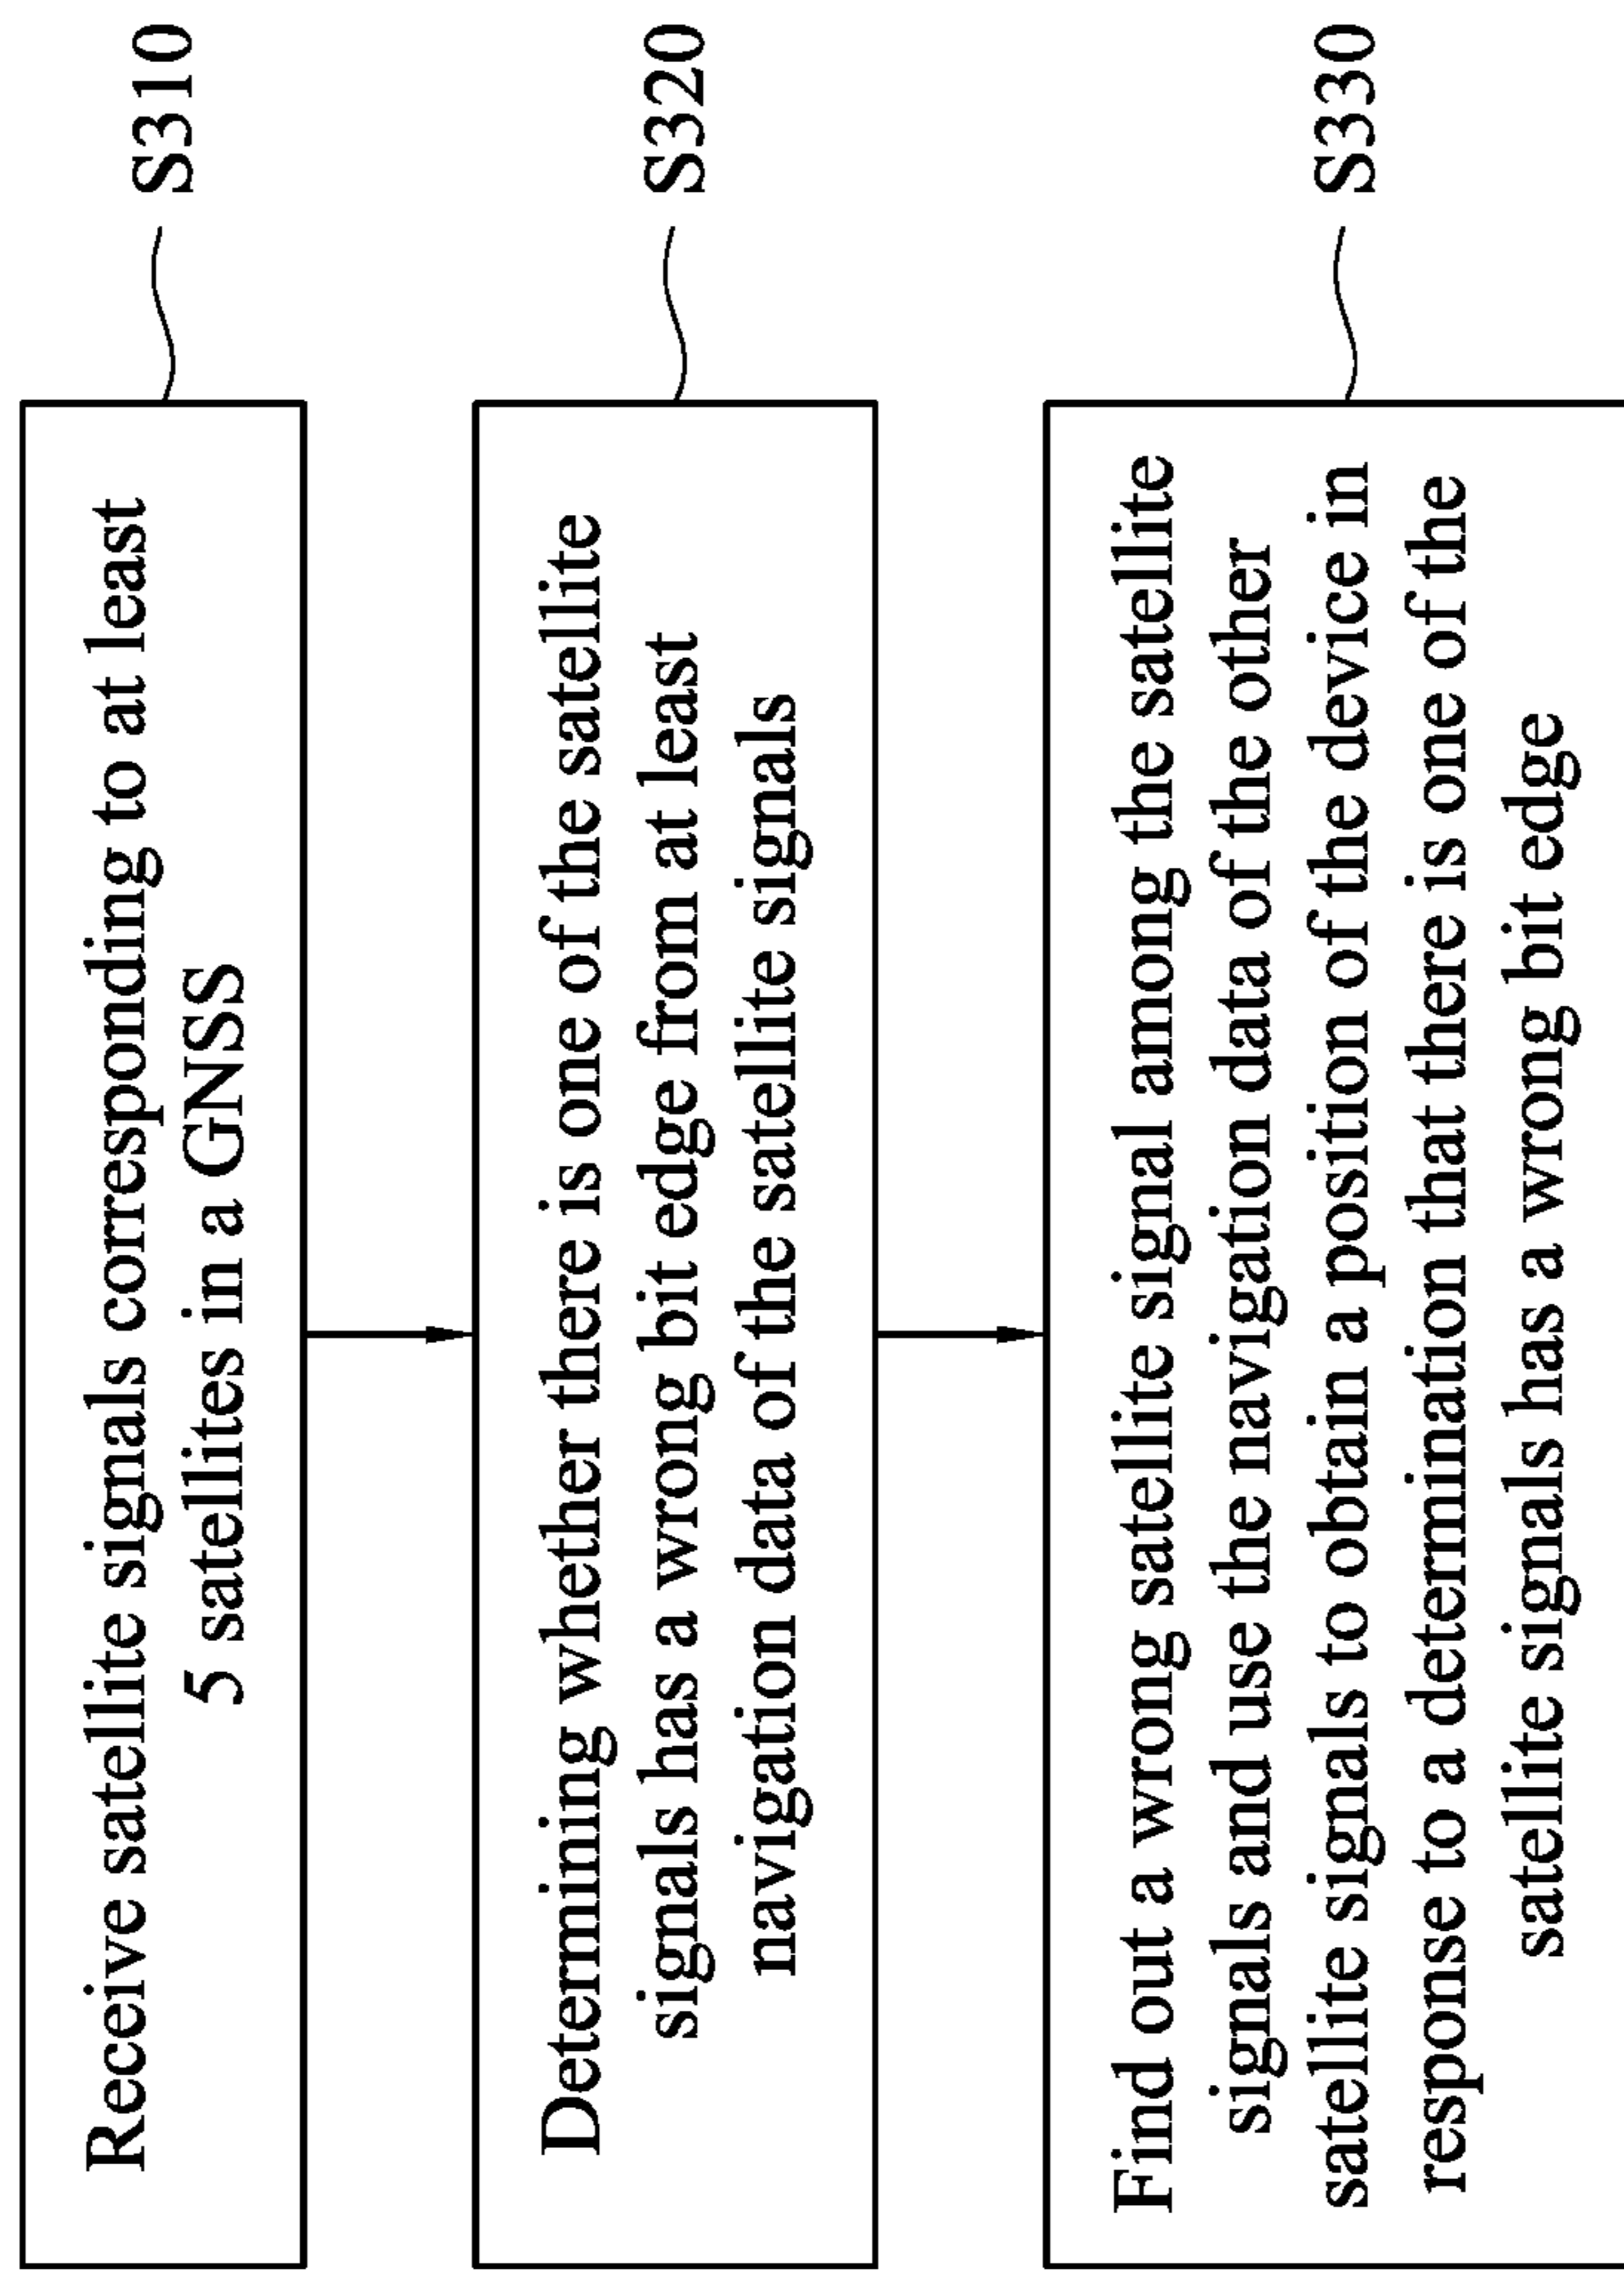 Receive satellite signals corresponding to at least
5 satellites in a GNSS
S310
Determining whether there is one of the satellite
signals has a wrong bit edge from at least
navigation data of the satellite signals
S320
Find out a wrong satellite signal among the satellite
signals and use the navigation data of the other
satellite signals to obtain a position of the device in
response to a determination that there is one of the
satellite signals has a wrong bit edge
S330